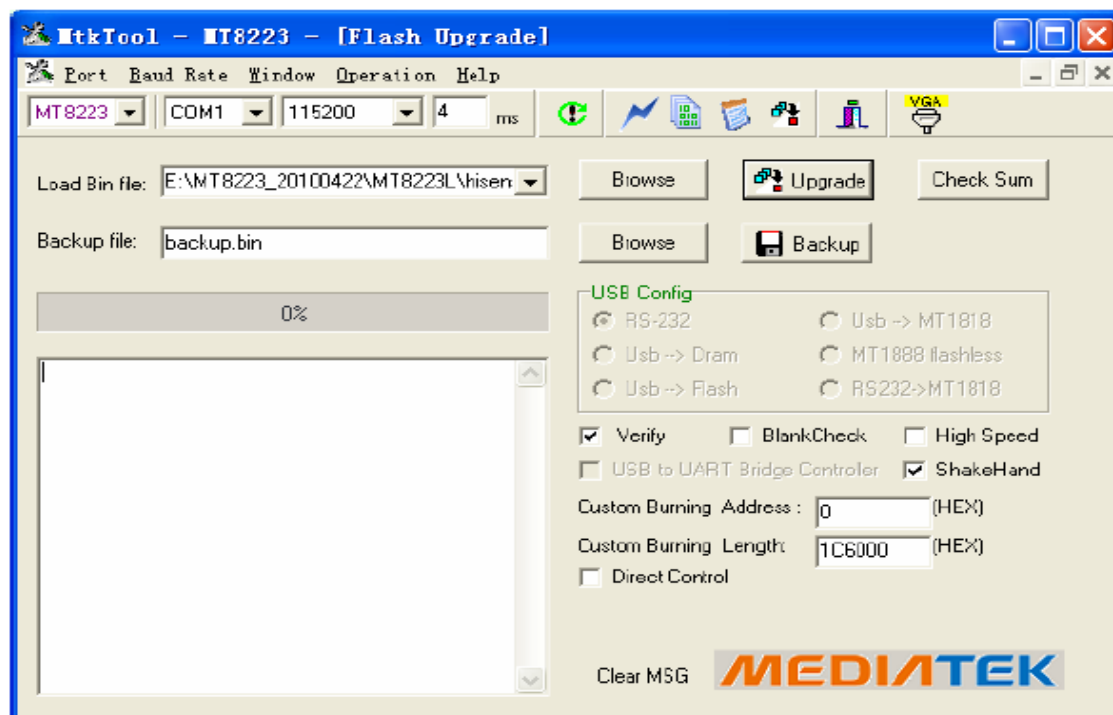 MtkTool - MT8223 - [Flash Upgrade]
Port Baud Rate Window Operation Help
MT8223 COM1 115200 4 ms VGA
Load Bin file: E:\MT8223_20100422\MT8223L\hisen Browse Upgrade Check Sum
Backup file: backup.bin Browse Backup
0%
USB Config
RS-232 Usb --> MT1818
Usb --> Dram MT1888 flashless
Usb --> Flash RS232->MT1818
Verify BlankCheck High Speed
USB to UART Bridge Controller ShakeHand
Custom Burning Address : 0 (HEX)
Custom Burning Length: 1C6000 (HEX)
Direct Control
Clear MSG MEDIATEK